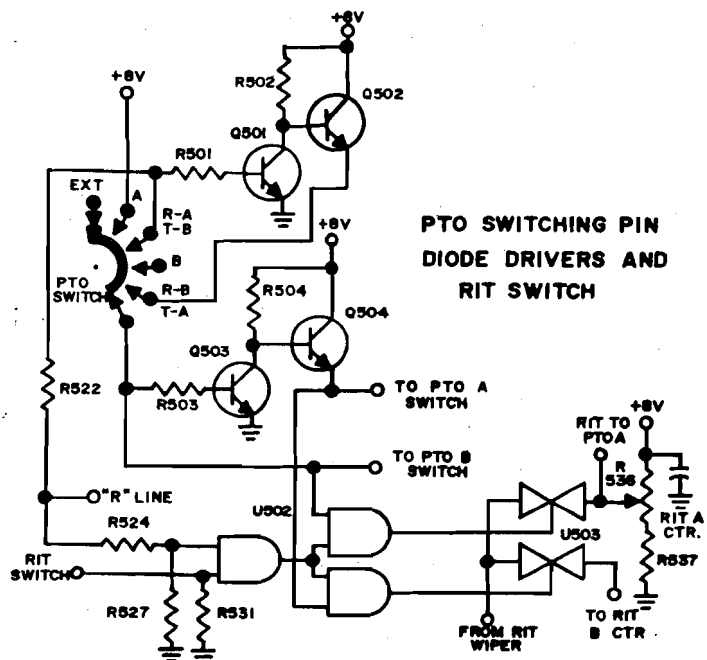 +8V
+8V
R502
Q502
Q501
R501
EXT
A
R-A
T-B
B
R-B
T-A
PTO
SWITCH
PTO SWITCHING PIN
DIODE DRIVERS AND
RIT SWITCH
+8V
R504
Q504
Q503
R503
R522
TO PTO A
SWITCH
TO PTO B
SWITCH
"R" LINE
R524
RIT
SWITCH
R527
R531
U502
U503
RIT TO
PTOA
+8V
R
536
RIT A
CTR.
R537
FROM RIT
WIPER
TO RIT
B CTR